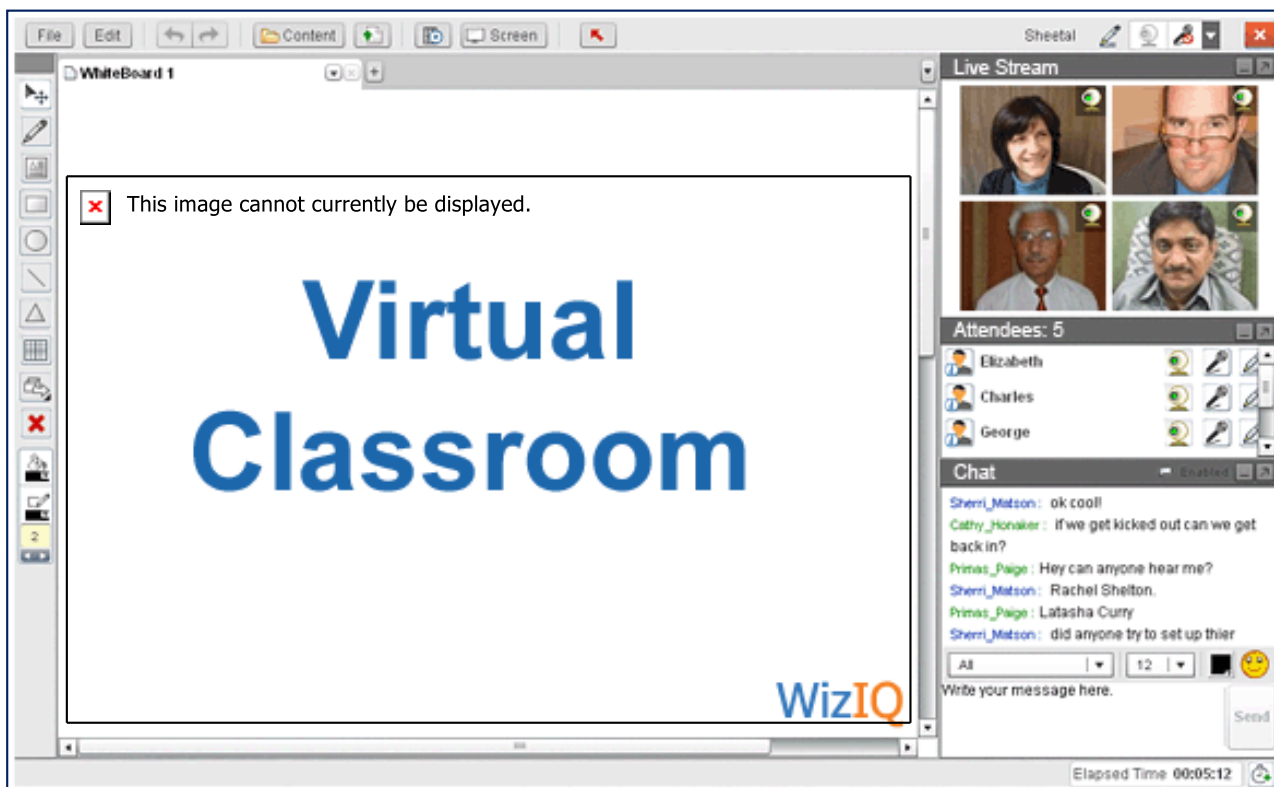 File Edit Content Screen Sheetal
WhiteBoard 1
Live Stream
This image cannot currently be displayed.
Virtual
Classroom
WizIQ
Attendees: 5
Elizabeth
Charles
George
Chat Enabled
Sherri_Matson : ok cool!
Cathy_Honaker : if we get kicked out can we get
back in?
Primas_Paige : Hey can anyone hear me?
Sherri_Matson : Rachel Shelton.
Primas_Paige : Latasha Curry
Sherri_Matson : did anyone try to set up thier
All 12
Write your message here.
Send
2
Elapsed Time 00:05:12